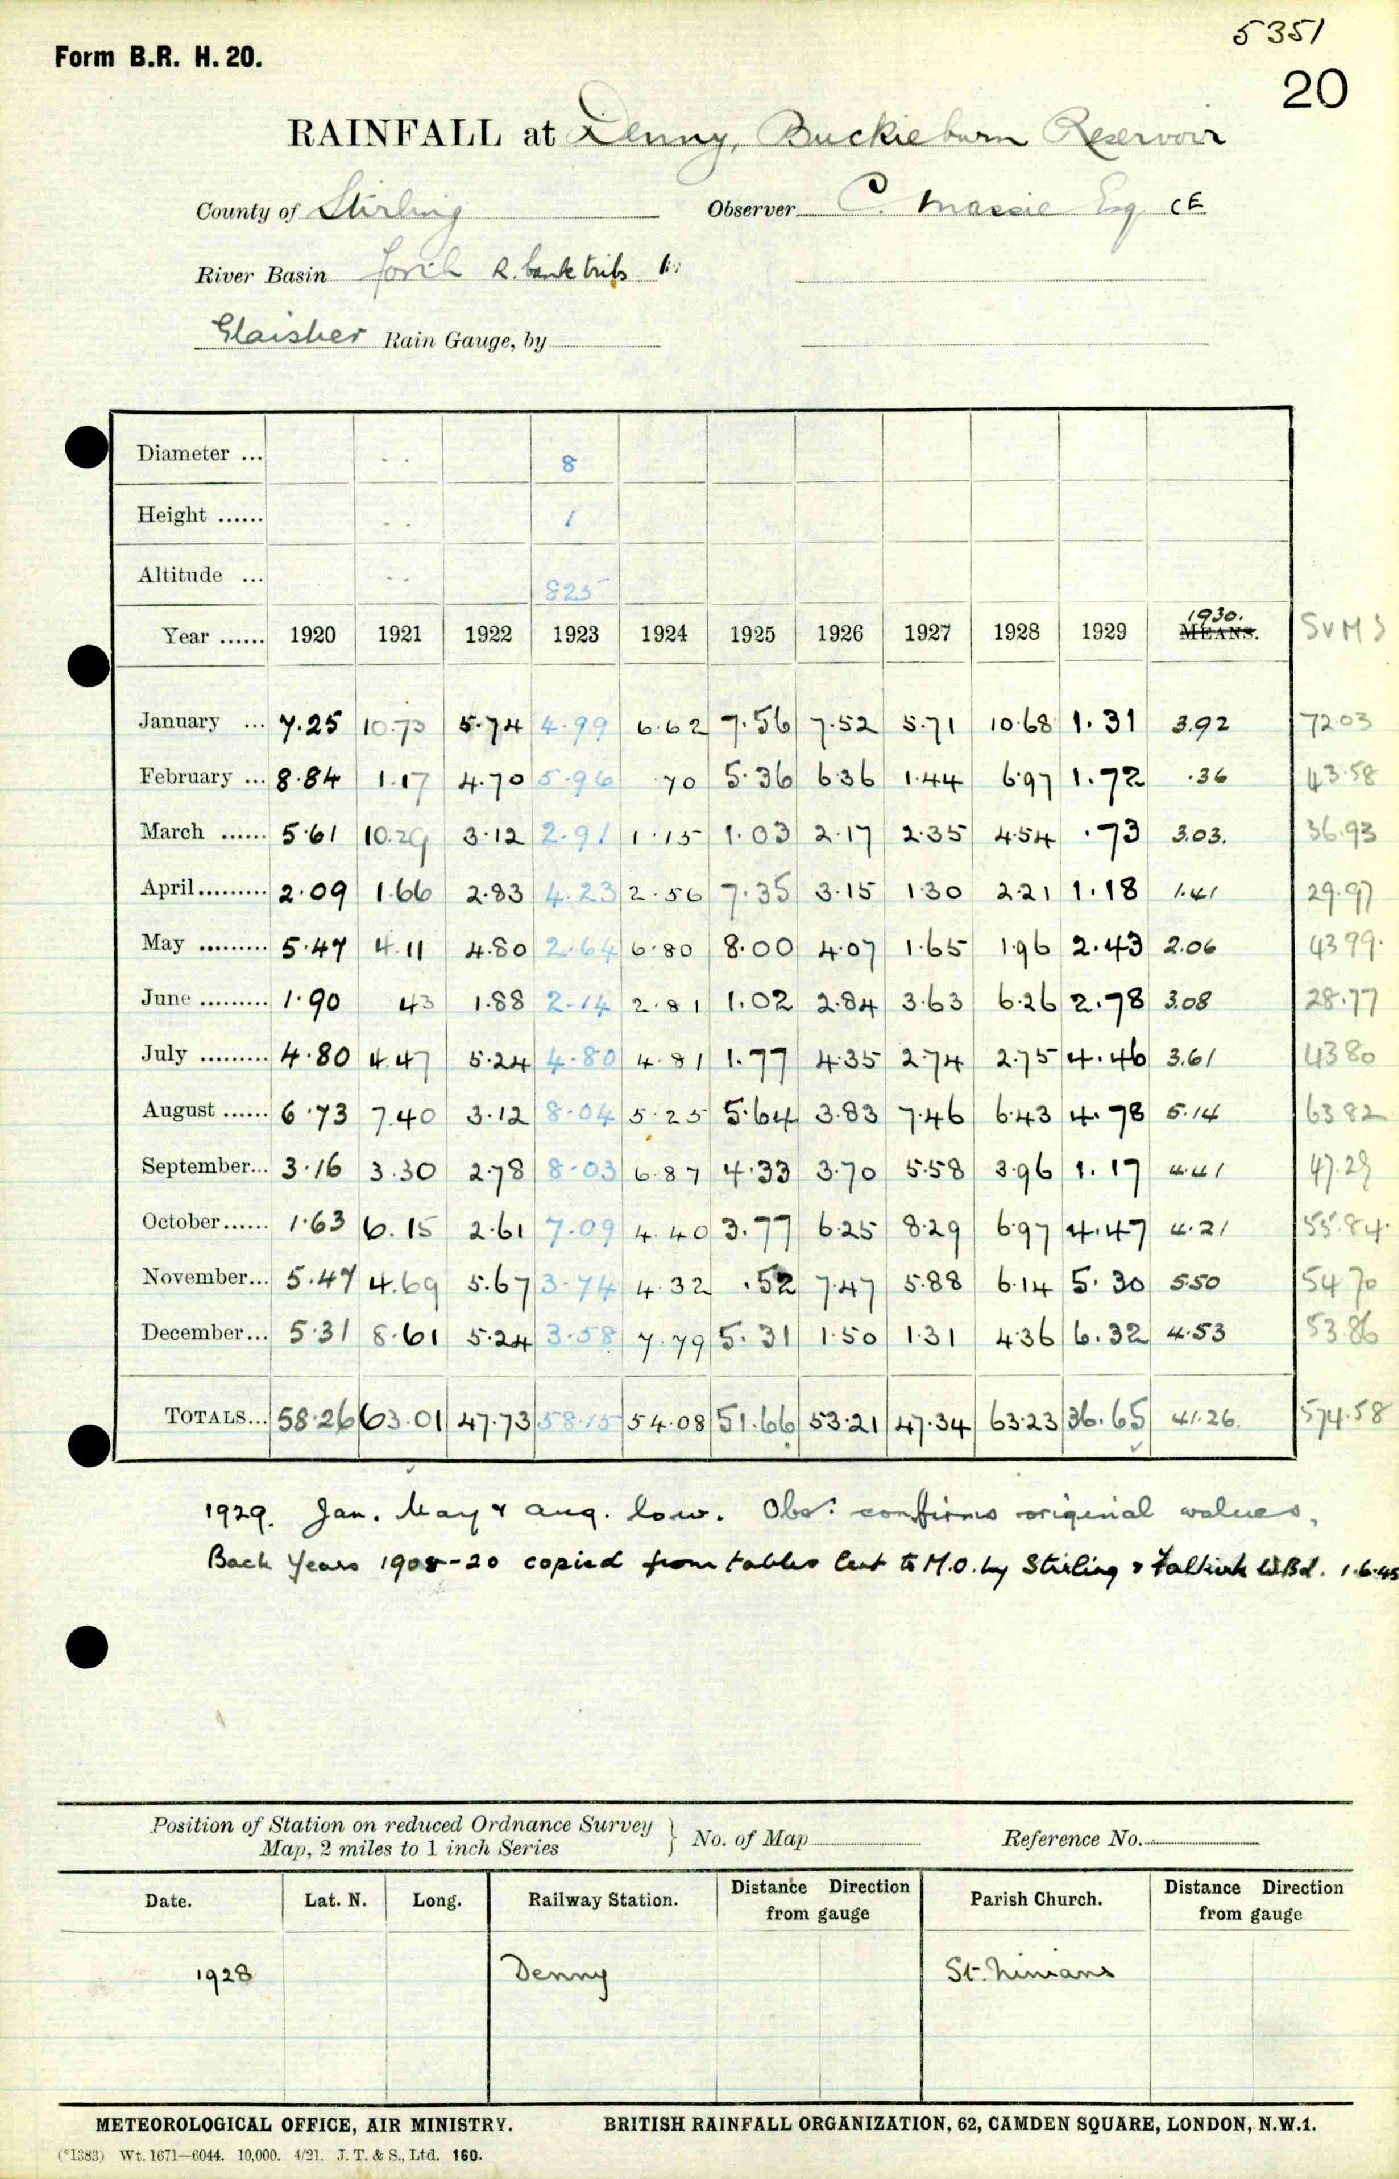 5351
Form B.R. H. 20.
20
RAINFALL at Denny, Buckieburn Reservoir
County of Stirling Observer C. Massie Esq CE
River Basin Forth R. bank tribs
Glaisher Rain Gauge, by
Diameter ... 8
Height ...... 1
Altitude ... 825
Year ...... 1920 1921 1922 1923 1924 1925 1926 1927 1928 1929 1930. MEANS. SUMS
January ... 7.25 10.73 5.74 4.99 6.62 7.56 7.52 5.71 10.68 1.31 3.92 72.03
February ... 8.84 1.17 4.70 5.96 .70 5.36 6.36 1.44 6.97 1.72 .36 43.58
March ...... 5.61 10.29 3.12 2.91 1.15 1.03 2.17 2.35 4.54 .73 3.03. 36.93
April ......... 2.09 1.66 2.83 4.23 2.56 7.35 3.15 1.30 2.21 1.18 1.41 29.97
May ......... 5.47 4.11 4.80 2.64 6.80 8.00 4.07 1.65 1.96 2.43 2.06 43.99.
June ......... 1.90 43 1.88 2.14 2.81 1.02 2.84 3.63 6.26 2.78 3.08 28.77
July ......... 4.80 4.47 5.24 4.80 4.81 1.77 4.35 2.74 2.75 4.46 3.61 43.80
August ...... 6.73 7.40 3.12 8.04 5.25 5.64 3.83 7.46 6.43 4.78 5.14 63.82
September... 3.16 3.30 2.78 8.03 6.87 4.33 3.70 5.58 3.96 1.17 4.41 47.29
October...... 1.63 6.15 2.61 7.09 4.40 3.77 6.25 8.29 6.97 4.47 4.21 55.84.
November... 5.47 4.69 5.67 3.74 4.32 .52 7.47 5.88 6.14 5.30 5.50 54.70
December... 5.31 8.61 5.24 3.58 7.79 5.31 1.50 1.31 4.36 6.32 4.53 53.86
TOTALS... 58.26 63.01 47.73 58.15 54.08 51.66 53.21 47.34 63.23 36.65 41.26. 574.58
1929. Jan. May & Aug. low. Obsr. confirms original values.
Back Years 1908-20 copied from tables lent to M.O. by Stirling & Falkirk W.Bd. 1.6.45
Position of Station on reduced Ordnance Survey
Map, 2 miles to 1 inch Series } No. of Map Reference No.
Date. Lat. N. Long. Railway Station. Distance Direction from gauge Parish Church. Distance Direction from gauge
1928 Denny St. Ninians
METEOROLOGICAL OFFICE, AIR MINISTRY. BRITISH RAINFALL ORGANIZATION, 62, CAMDEN SQUARE, LONDON, N.W.1.
(*1383) Wt. 1671—6044. 10,000. 4/21. J. T. & S., Ltd. 160.